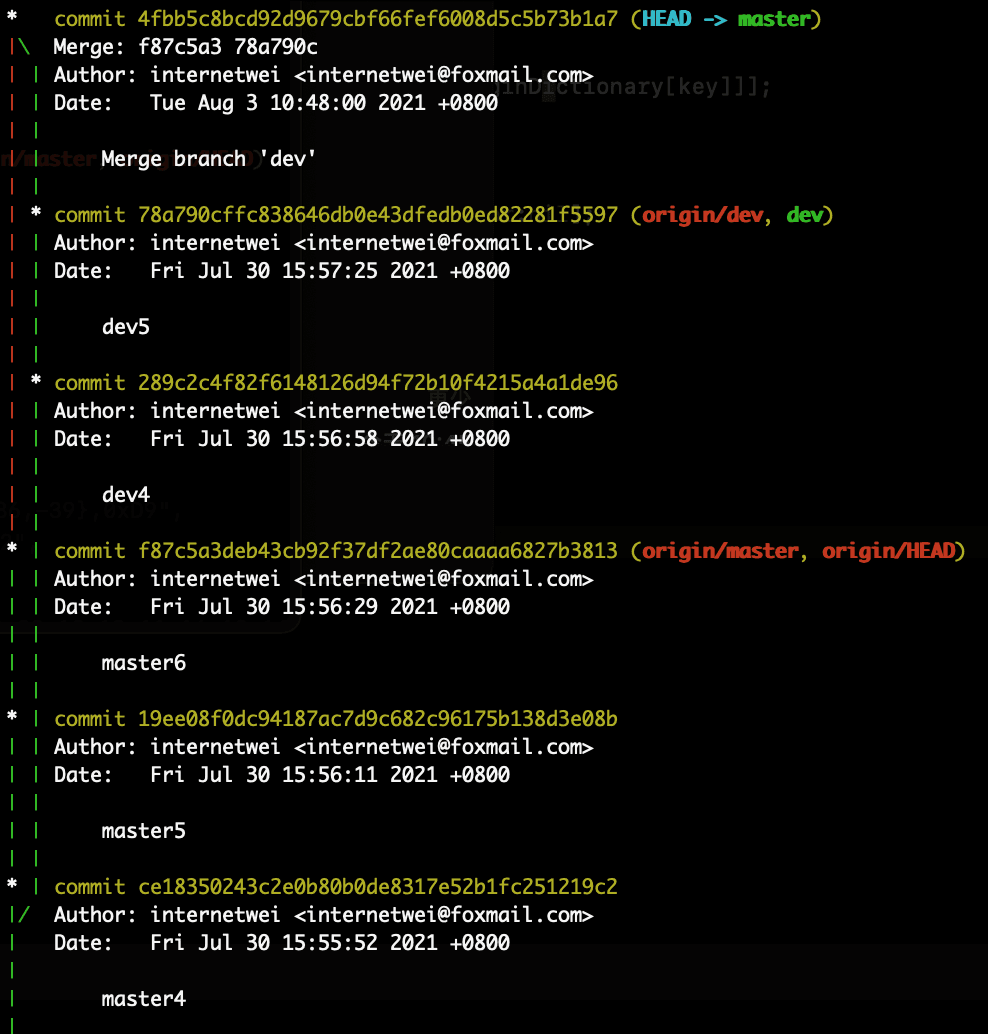 * commit 4fbb5c8bcd92d9679cbf66fef6008d5c5b73b1a7 (HEAD -> master)
|\ Merge: f87c5a3 78a790c
| | Author: internetwei <internetwei@foxmail.com>
| | Date: Tue Aug 3 10:48:00 2021 +0800
| |
| | Merge branch 'dev'
| |
| * commit 78a790cffc838646db0e43dfedb0ed82281f5597 (origin/dev, dev)
| | Author: internetwei <internetwei@foxmail.com>
| | Date: Fri Jul 30 15:57:25 2021 +0800
| |
| | dev5
| |
| * commit 289c2c4f82f6148126d94f72b10f4215a4a1de96
| | Author: internetwei <internetwei@foxmail.com>
| | Date: Fri Jul 30 15:56:58 2021 +0800
| |
| | dev4
| |
* | commit f87c5a3deb43cb92f37df2ae80caaaa6827b3813 (origin/master, origin/HEAD)
| | Author: internetwei <internetwei@foxmail.com>
| | Date: Fri Jul 30 15:56:29 2021 +0800
| |
| | master6
| |
* | commit 19ee08f0dc94187ac7d9c682c96175b138d3e08b
| | Author: internetwei <internetwei@foxmail.com>
| | Date: Fri Jul 30 15:56:11 2021 +0800
| |
| | master5
| |
* | commit ce18350243c2e0b80b0de8317e52b1fc251219c2
|/ Author: internetwei <internetwei@foxmail.com>
| Date: Fri Jul 30 15:55:52 2021 +0800
|
| master4
|